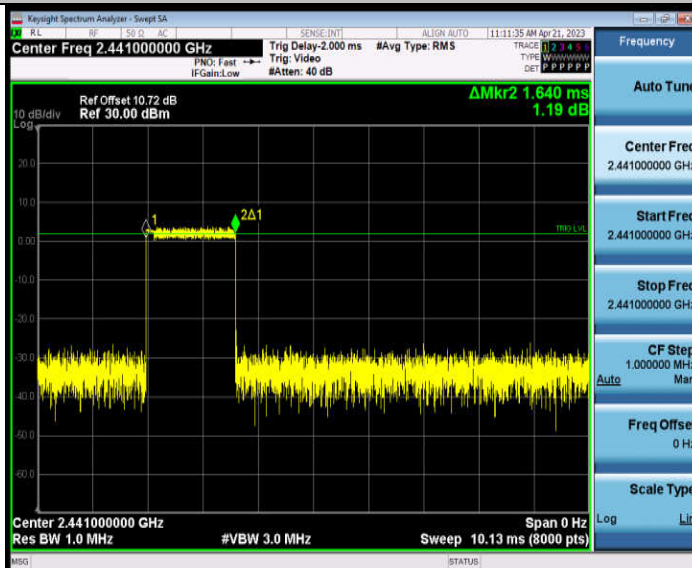 Keysight Spectrum Analyzer - Swept SA
RL RF 50 Ω AC SENSE:INT ALIGN AUTO 11:11:35 AM Apr 21, 2023
Center Freq 2.441000000 GHz
PNO: Fast
IFGain:Low
Trig Delay-2.000 ms
Trig: Video
#Atten: 40 dB
#Avg Type: RMS
TRACE 1 2 3 4 5 6
TYPE WWWWWW
DET P P P P P P
Frequency
Ref Offset 10.72 dB
Ref 30.00 dBm
10 dB/div
Log
ΔMkr2 1.640 ms
1.19 dB
20.0
10.0
0.00
-10.0
-20.0
-30.0
-40.0
-50.0
-60.0
1
2Δ1
TRIG LVL
Center 2.441000000 GHz
Res BW 1.0 MHz
#VBW 3.0 MHz
Span 0 Hz
Sweep 10.13 ms (8000 pts)
Auto Tune
Center Freq
2.441000000 GHz
Start Freq
2.441000000 GHz
Stop Freq
2.441000000 GHz
CF Step
1.000000 MHz
Auto Man
Freq Offset
0 Hz
Scale Type
Log Lin
MSG STATUS